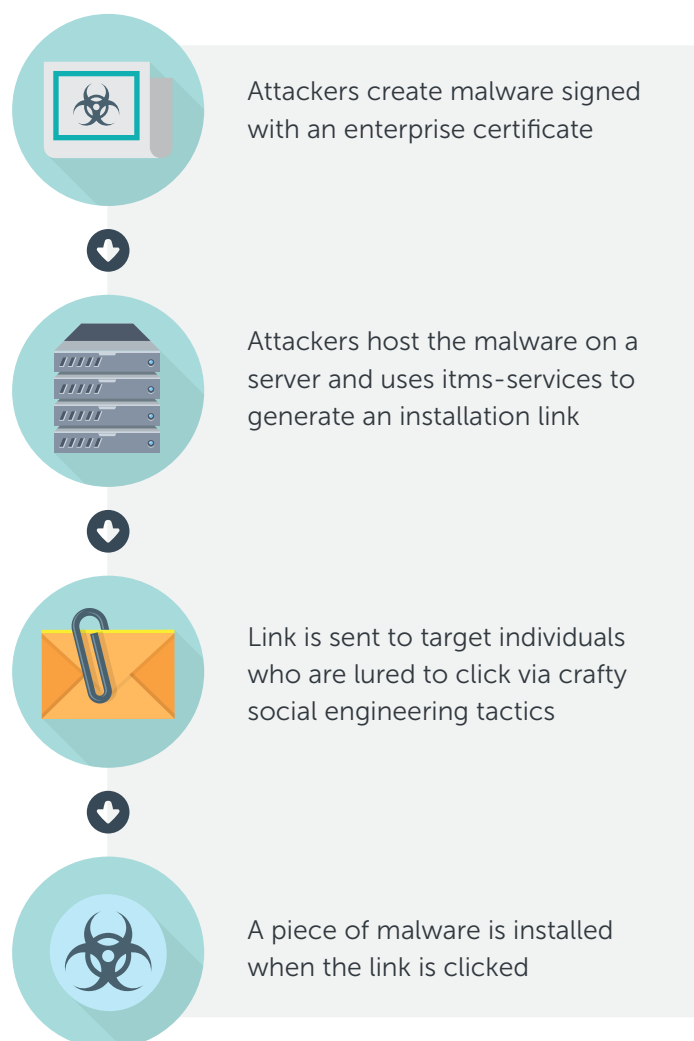 Attackers create malware signed
with an enterprise certificate
Attackers host the malware on a
server and uses itms-services to
generate an installation link
Link is sent to target individuals
who are lured to click via crafty
social engineering tactics
A piece of malware is installed
when the link is clicked